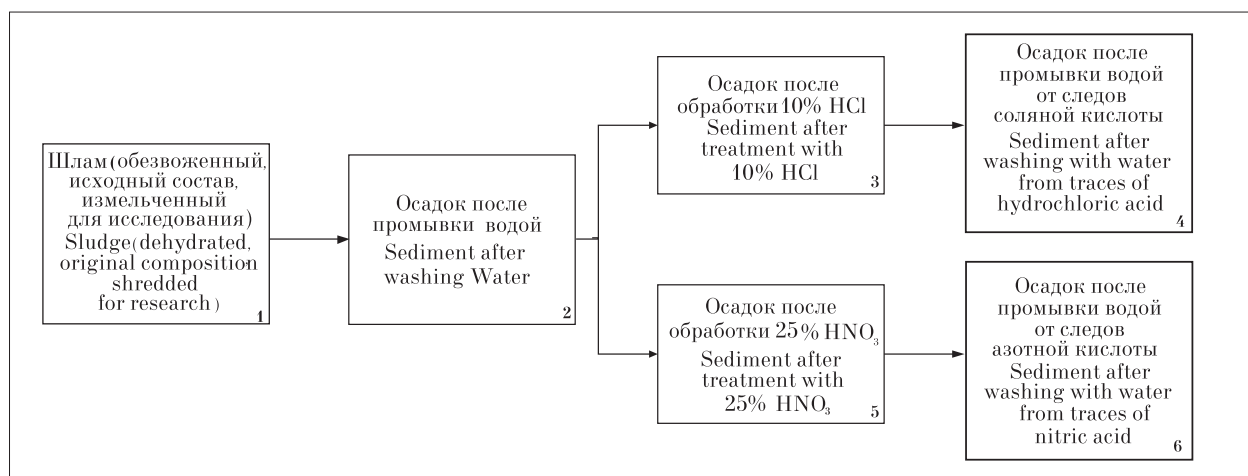 Шлам (обезвоженный,
исходный состав,
измельченный
для исследования)
Sludge (dehydrated,
original composition,
shredded
for research)
1
Осадок после
промывки водой
Sediment after
washing Water
2
Осадок после
обработки 10% HCl
Sediment after
treatment with
10% HCl
3
Осадок после
промывки водой
от следов
соляной кислоты
Sediment after
washing with water
from traces of
hydrochloric acid
4
Осадок после
обработки 25% HNO₃
Sediment after
treatment with
25% HNO₃
5
Осадок после
промывки водой
от следов
азотной кислоты
Sediment after
washing with water
from traces of
nitric acid
6